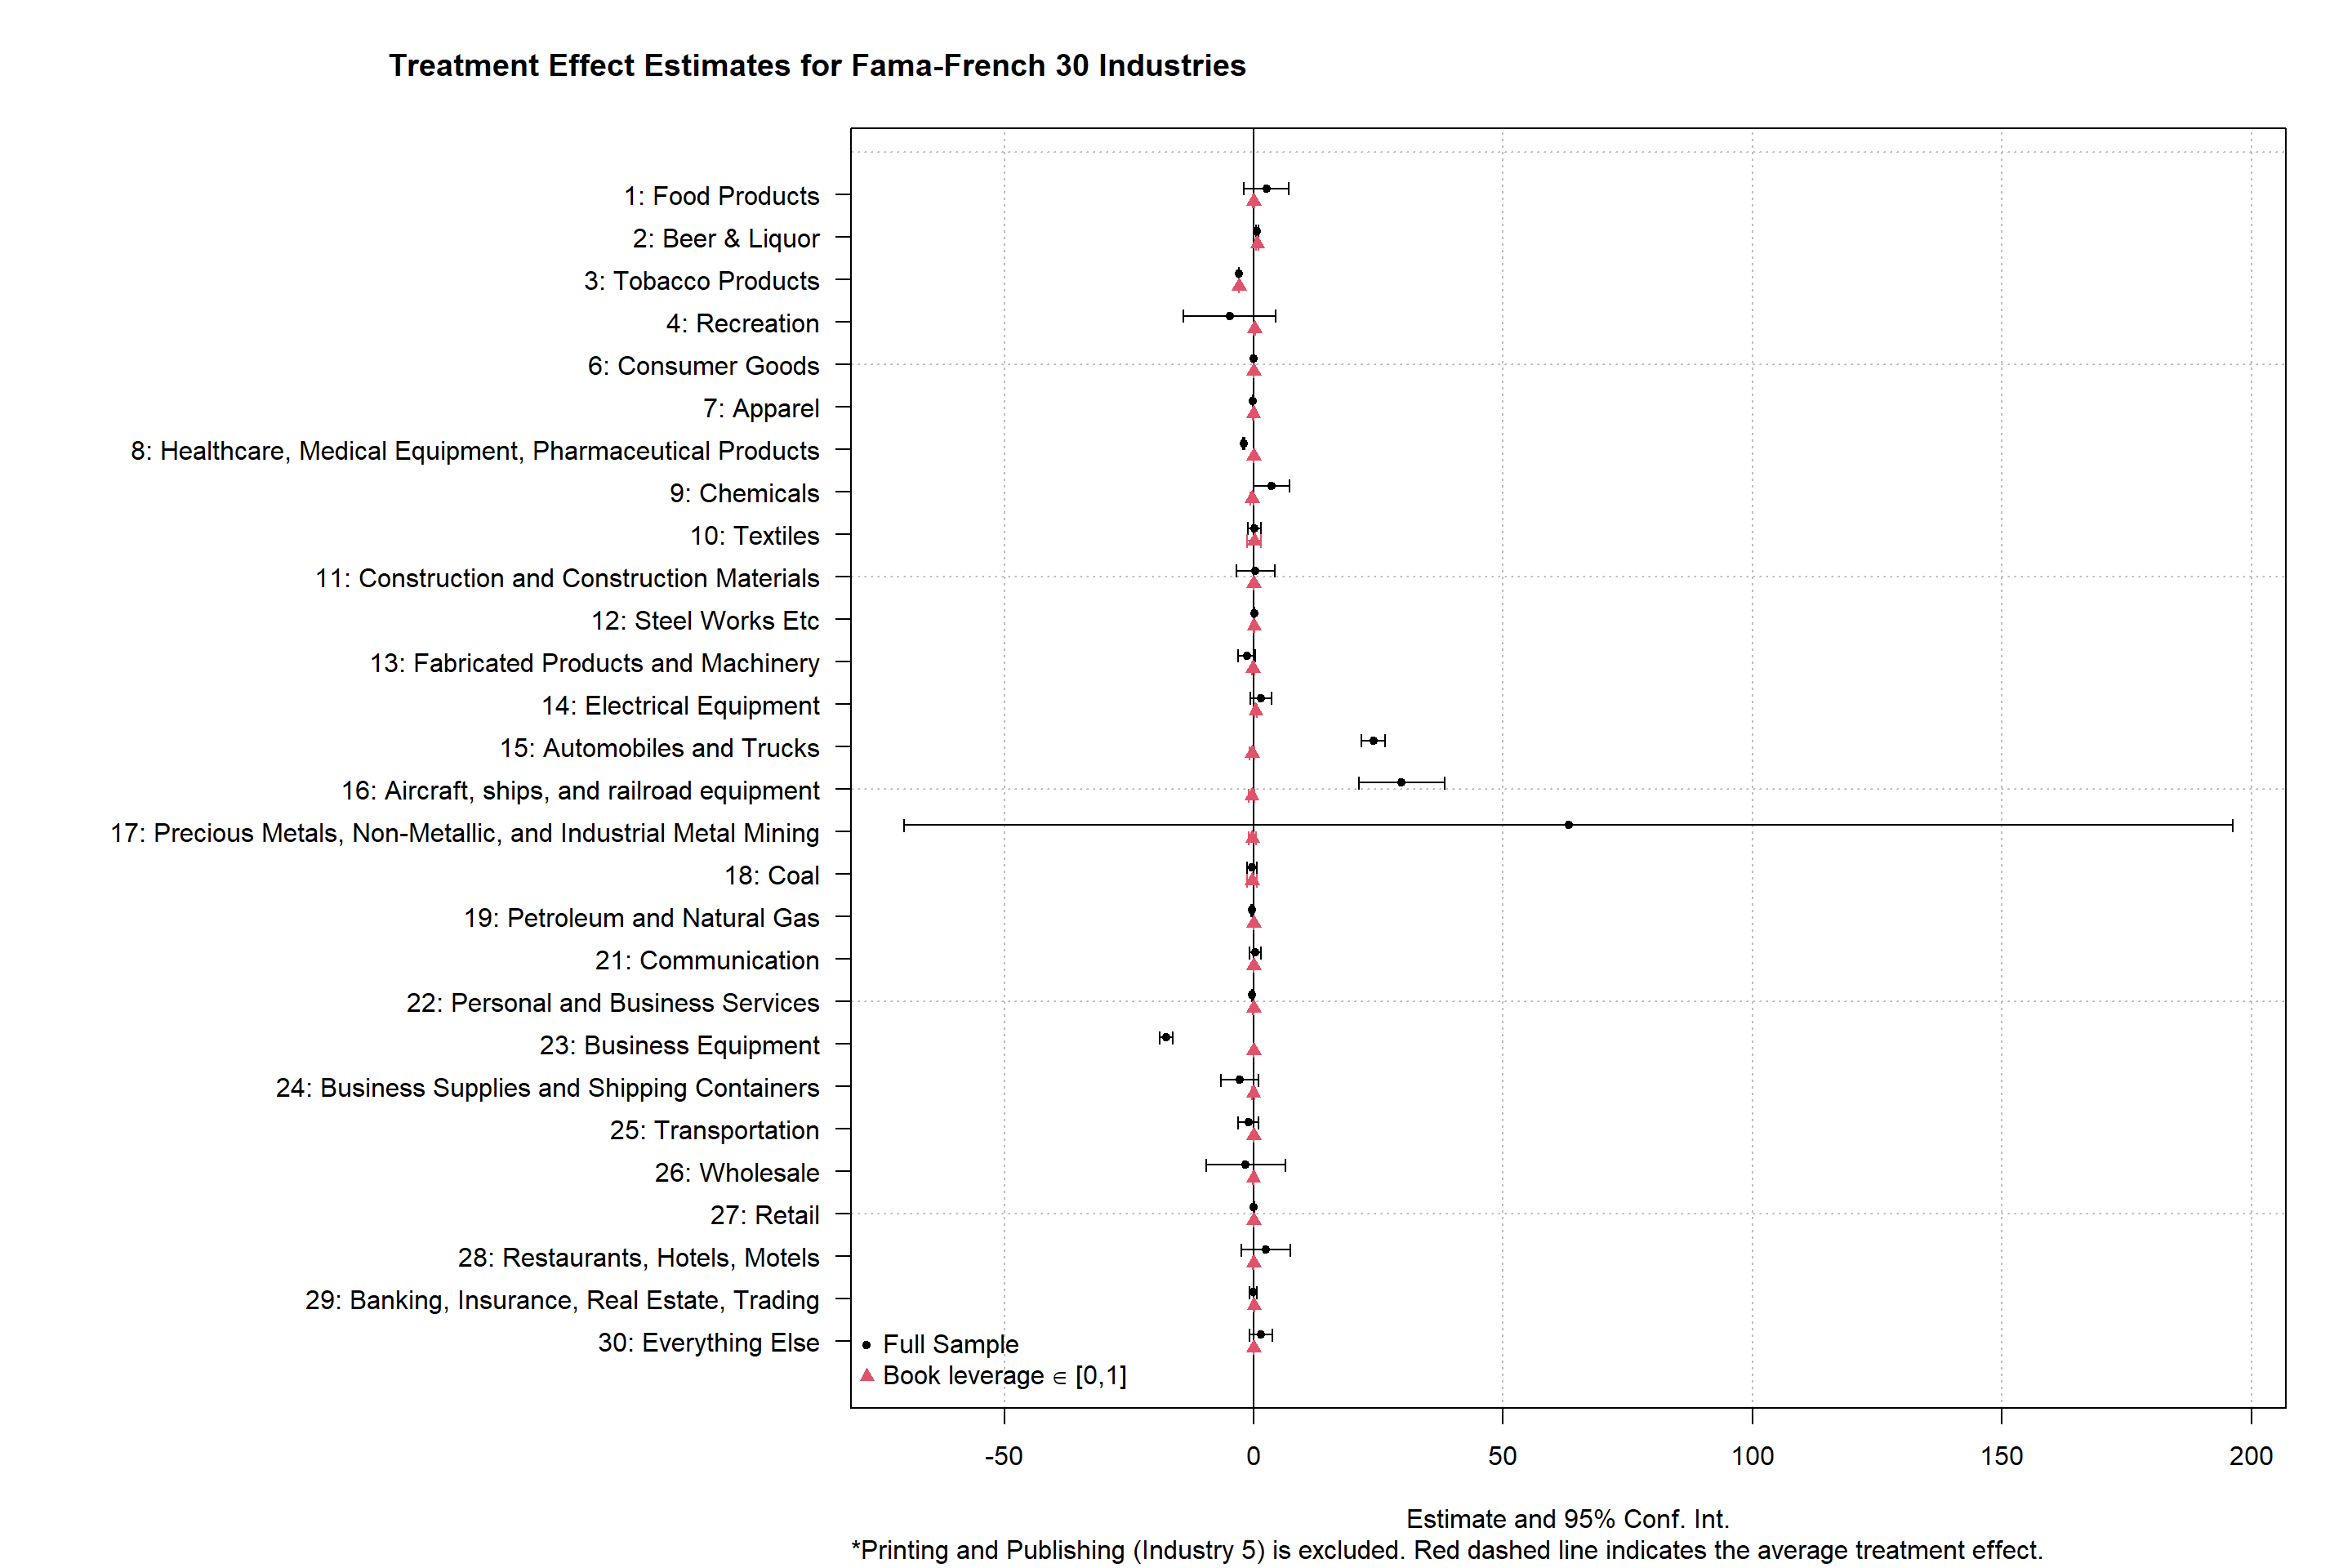 Treatment Effect Estimates for Fama-French 30 Industries
1: Food Products
2: Beer & Liquor
3: Tobacco Products
4: Recreation
6: Consumer Goods
7: Apparel
8: Healthcare, Medical Equipment, Pharmaceutical Products
9: Chemicals
10: Textiles
11: Construction and Construction Materials
12: Steel Works Etc
13: Fabricated Products and Machinery
14: Electrical Equipment
15: Automobiles and Trucks
16: Aircraft, ships, and railroad equipment
17: Precious Metals, Non-Metallic, and Industrial Metal Mining
18: Coal
19: Petroleum and Natural Gas
21: Communication
22: Personal and Business Services
23: Business Equipment
24: Business Supplies and Shipping Containers
25: Transportation
26: Wholesale
27: Retail
28: Restaurants, Hotels, Motels
29: Banking, Insurance, Real Estate, Trading
30: Everything Else
Full Sample
Book leverage ∈ [0,1]
-50 0 50 100 150 200
Estimate and 95% Conf. Int.
*Printing and Publishing (Industry 5) is excluded. Red dashed line indicates the average treatment effect.